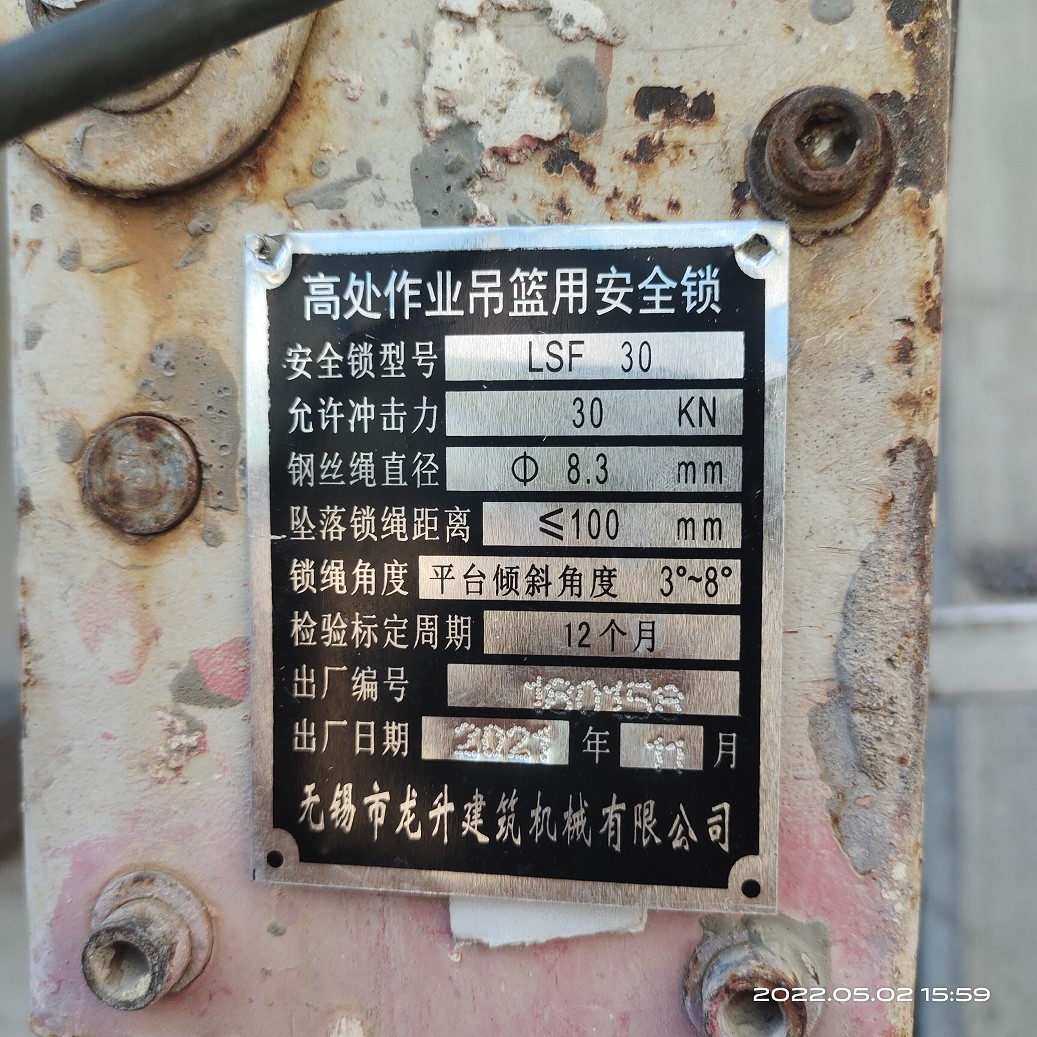 高处作业吊篮用安全锁
安全锁型号 LSF 30
允许冲击力 30 KN
钢丝绳直径 Φ 8.3 mm
坠落锁绳距离 ≤100 mm
锁绳角度 平台倾斜角度 3°~8°
检验标定周期 12个月
出厂编号 180158
出厂日期 2021 年 11 月
无锡市龙升建筑机械有限公司
2022.05.02 15:59